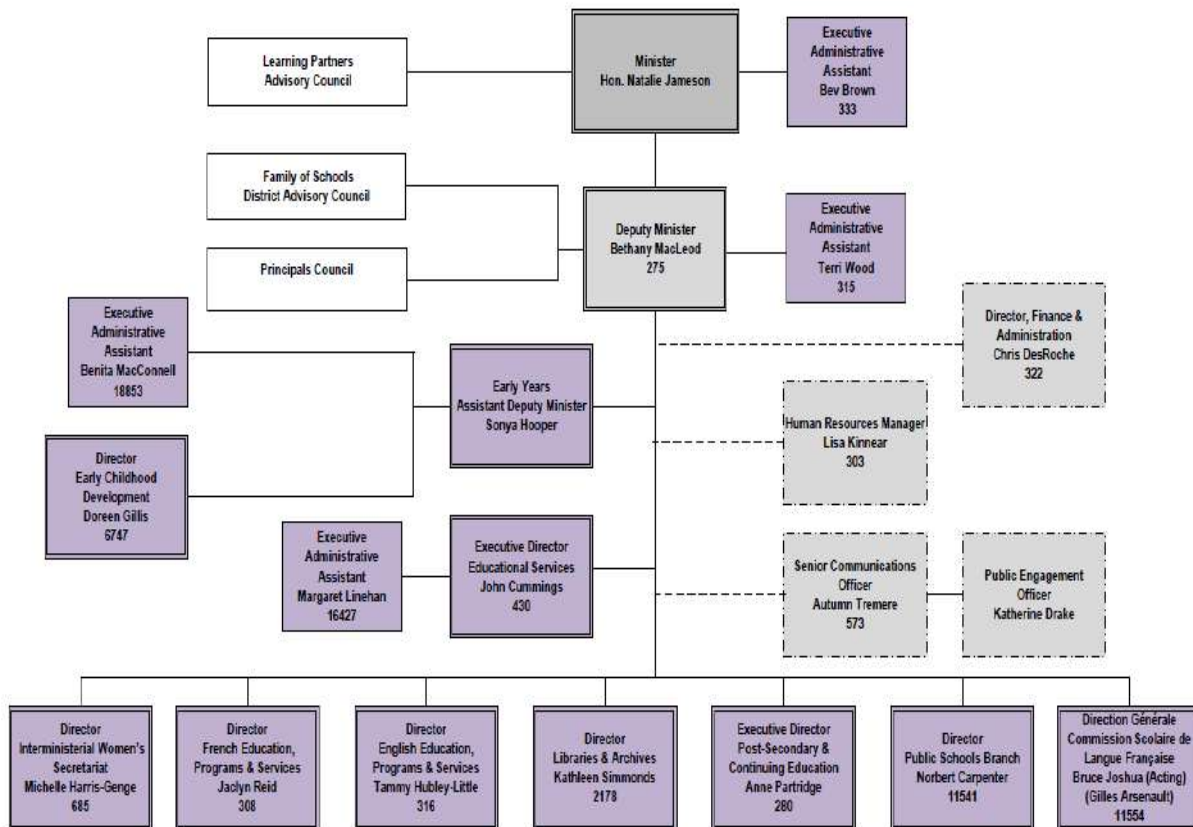 Learning Partners
Advisory Council
Minister
Hon. Natalie Jameson
Executive
Administrative
Assistant
Bev Brown
333
Family of Schools
District Advisory Council
Principals Council
Deputy Minister
Bethany MacLeod
275
Executive
Administrative
Assistant
Terri Wood
315
Director, Finance &
Administration
Chris DesRoche
322
Executive
Administrative
Assistant
Benita MacConnell
18853
Early Years
Assistant Deputy Minister
Sonya Hooper
Human Resources Manager
Lisa Kinnear
303
Director
Early Childhood
Development
Doreen Gillis
6747
Executive
Administrative
Assistant
Margaret Linehan
16427
Executive Director
Educational Services
John Cummings
430
Senior Communications
Officer
Autumn Tremere
573
Public Engagement
Officer
Katherine Drake
Director
Interministerial Women's
Secretariat
Michelle Harris-Genge
685
Director
French Education,
Programs & Services
Jaclyn Reid
308
Director
English Education,
Programs & Services
Tammy Hubley-Little
316
Director
Libraries & Archives
Kathleen Simmonds
2178
Executive Director
Post-Secondary &
Continuing Education
Anne Partridge
280
Director
Public Schools Branch
Norbert Carpenter
11541
Direction Générale
Commission Scolaire de
Langue Française
Bruce Joshua (Acting)
(Gilles Arsenault)
11554